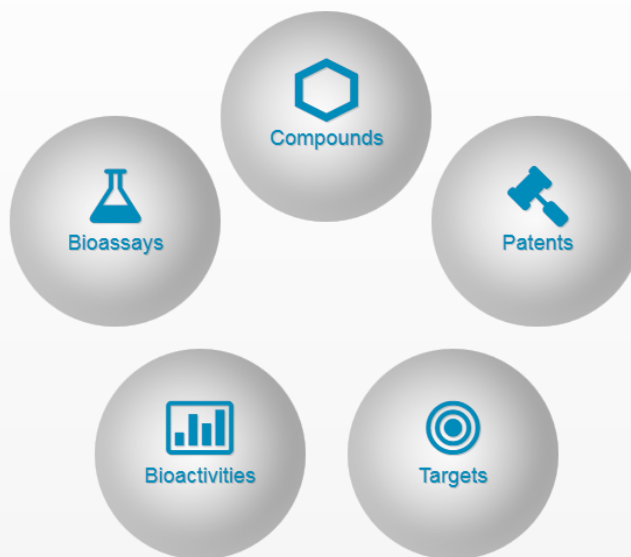 Compounds
Bioassays
Patents
Bioactivities
Targets